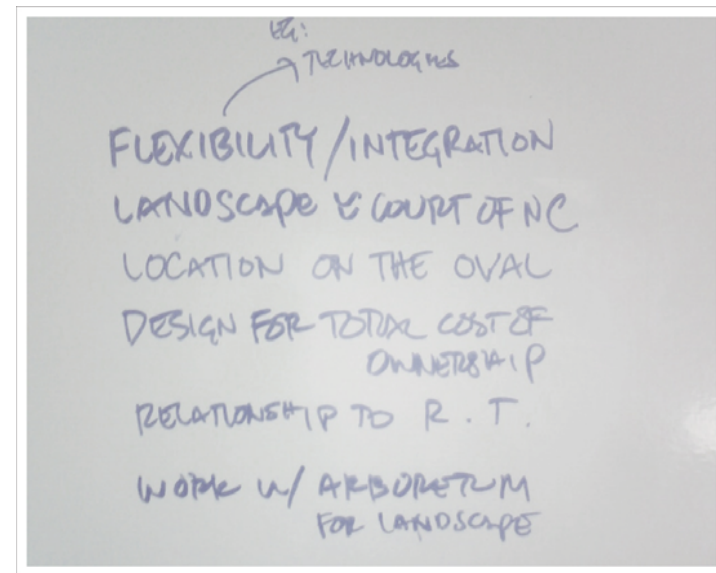 EG:
TECHNOLOGIES
FLEXIBILITY/INTEGRATION
LANDSCAPE & COURT OF NC
LOCATION ON THE OVAL
DESIGN FOR TOTAL COST OF
OWNERSHIP
RELATIONSHIP TO R.T.
WORK W/ ARBORETUM
FOR LANDSCAPE